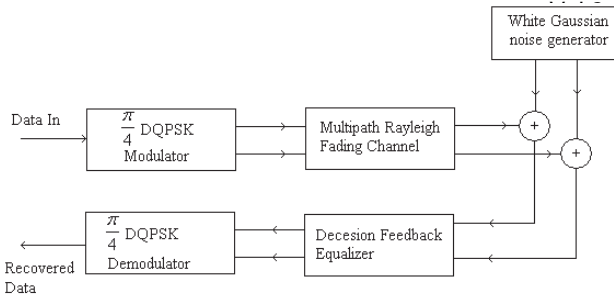 White Gaussian
noise generator
Data In
π/4 DQPSK
Modulator
Multipath Rayleigh
Fading Channel
+
+
π/4 DQPSK
Demodulator
Decesion Feedback
Equalizer
Recovered
Data